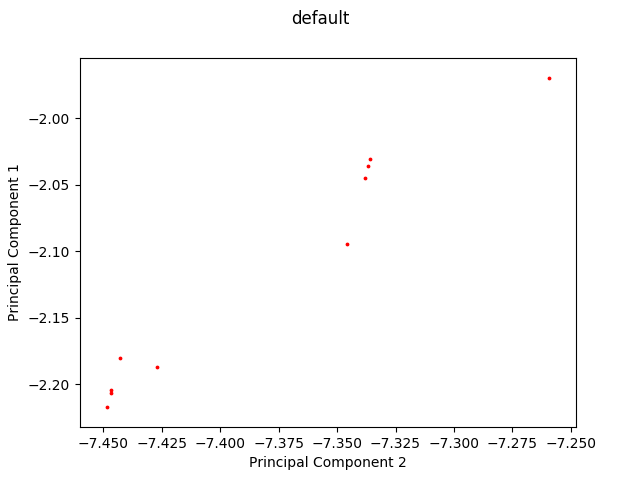 default
−2.00
−2.05
−2.10
−2.15
−2.20
Principal Component 1
−7.450 −7.425 −7.400 −7.375 −7.350 −7.325 −7.300 −7.275 −7.250
Principal Component 2